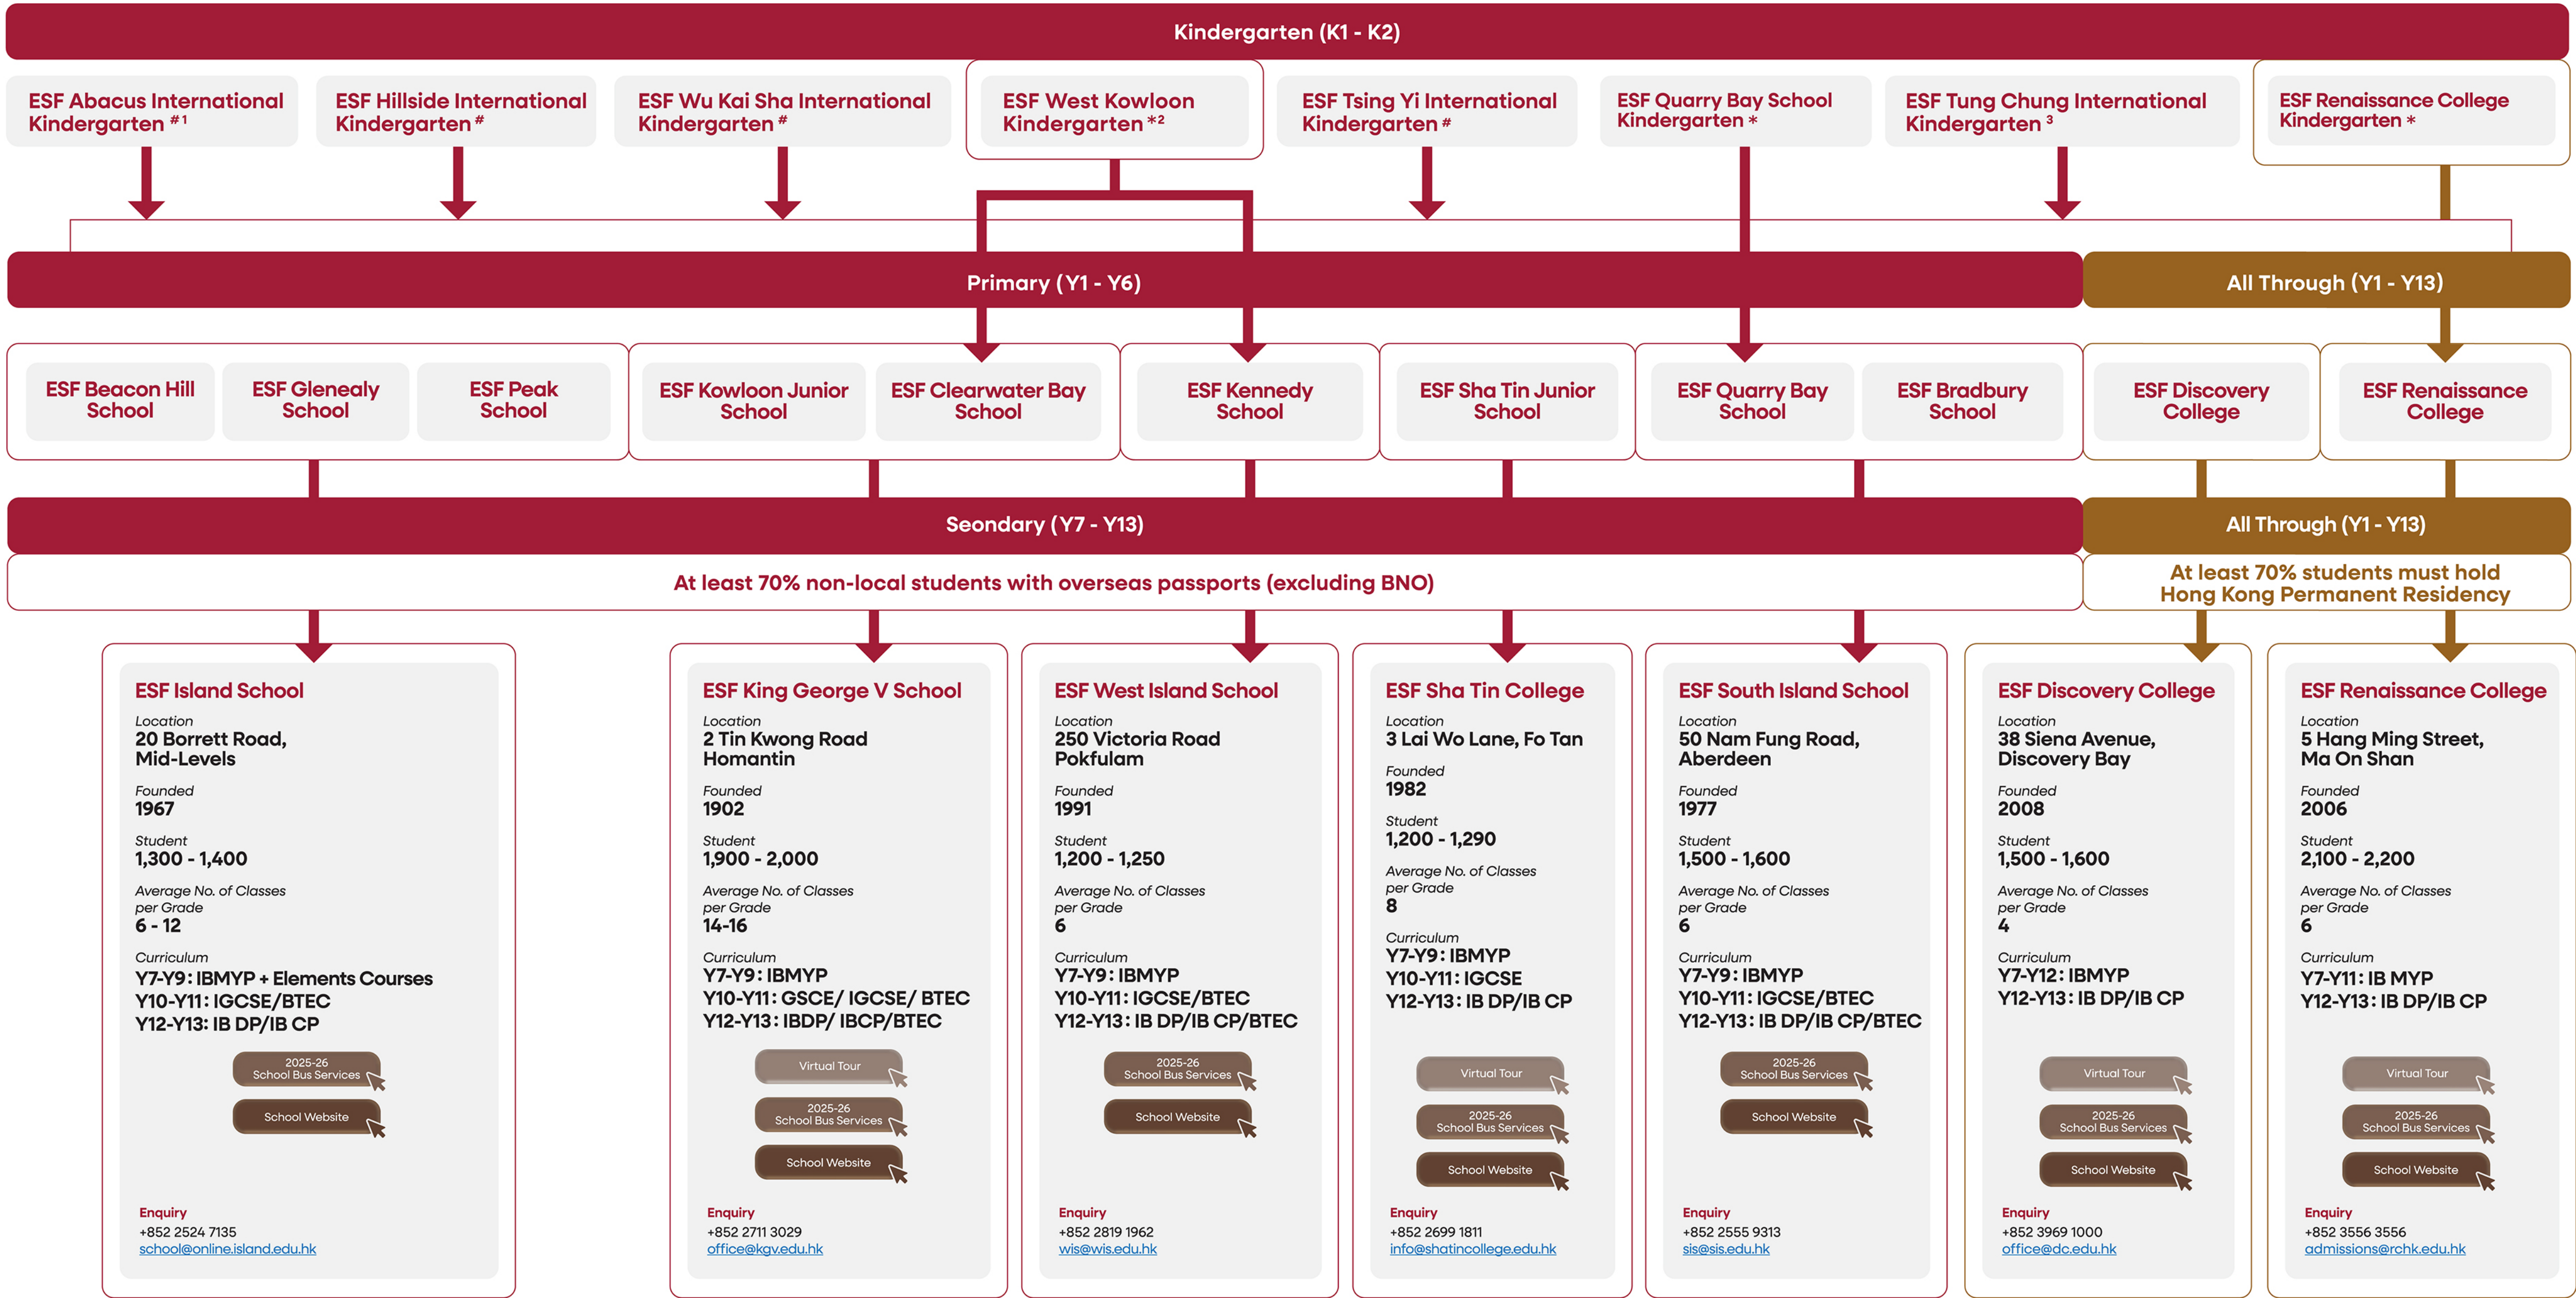 Kindergarten (K1 - K2)
ESF Abacus International
Kindergarten #1
ESF Hillside International
Kindergarten #
ESF Wu Kai Sha International
Kindergarten #
ESF West Kowloon
Kindergarten *2
ESF Tsing Yi International
Kindergarten #
ESF Quarry Bay School
Kindergarten *
ESF Tung Chung International
Kindergarten 3
ESF Renaissance College
Kindergarten *
Primary (Y1 - Y6)
All Through (Y1 - Y13)
ESF Beacon Hill
School
ESF Glenealy
School
ESF Peak
School
ESF Kowloon Junior
School
ESF Clearwater Bay
School
ESF Kennedy
School
ESF Sha Tin Junior
School
ESF Quarry Bay
School
ESF Bradbury
School
ESF Discovery
College
ESF Renaissance
College
Seondary (Y7 - Y13)
All Through (Y1 - Y13)
At least 70% non-local students with overseas passports (excluding BNO)
At least 70% students must hold
Hong Kong Permanent Residency
ESF Island School
Location
20 Borrett Road,
Mid-Levels
Founded
1967
Student
1,300 - 1,400
Average No. of Classes
per Grade
6 - 12
Curriculum
Y7-Y9: IBMYP + Elements Courses
Y10-Y11: IGCSE/BTEC
Y12-Y13: IB DP/IB CP
2025-26
School Bus Services
School Website
Enquiry
+852 2524 7135
school@online.island.edu.hk
ESF King George V School
Location
2 Tin Kwong Road
Homantin
Founded
1902
Student
1,900 - 2,000
Average No. of Classes
per Grade
14-16
Curriculum
Y7-Y9: IBMYP
Y10-Y11: GSCE/ IGCSE/ BTEC
Y12-Y13: IBDP/ IBCP/BTEC
Virtual Tour
2025-26
School Bus Services
School Website
Enquiry
+852 2711 3029
office@kgv.edu.hk
ESF West Island School
Location
250 Victoria Road
Pokfulam
Founded
1991
Student
1,200 - 1,250
Average No. of Classes
per Grade
6
Curriculum
Y7-Y9: IBMYP
Y10-Y11: IGCSE/BTEC
Y12-Y13: IB DP/IB CP/BTEC
2025-26
School Bus Services
School Website
Enquiry
+852 2819 1962
wis@wis.edu.hk
ESF Sha Tin College
Location
3 Lai Wo Lane, Fo Tan
Founded
1982
Student
1,200 - 1,290
Average No. of Classes
per Grade
8
Curriculum
Y7-Y9: IBMYP
Y10-Y11: IGCSE
Y12-Y13: IB DP/IB CP
Virtual Tour
2025-26
School Bus Services
School Website
Enquiry
+852 2699 1811
info@shatincollege.edu.hk
ESF South Island School
Location
50 Nam Fung Road,
Aberdeen
Founded
1977
Student
1,500 - 1,600
Average No. of Classes
per Grade
6
Curriculum
Y7-Y9: IBMYP
Y10-Y11: IGCSE/BTEC
Y12-Y13: IB DP/IB CP/BTEC
2025-26
School Bus Services
School Website
Enquiry
+852 2555 9313
sis@sis.edu.hk
ESF Discovery College
Location
38 Siena Avenue,
Discovery Bay
Founded
2008
Student
1,500 - 1,600
Average No. of Classes
per Grade
4
Curriculum
Y7-Y12: IBMYP
Y12-Y13: IB DP/IB CP
Virtual Tour
2025-26
School Bus Services
School Website
Enquiry
+852 3969 1000
office@dc.edu.hk
ESF Renaissance College
Location
5 Hang Ming Street,
Ma On Shan
Founded
2006
Student
2,100 - 2,200
Average No. of Classes
per Grade
6
Curriculum
Y7-Y11: IB MYP
Y12-Y13: IB DP/IB CP
Virtual Tour
2025-26
School Bus Services
School Website
Enquiry
+852 3556 3556
admissions@rchk.edu.hk